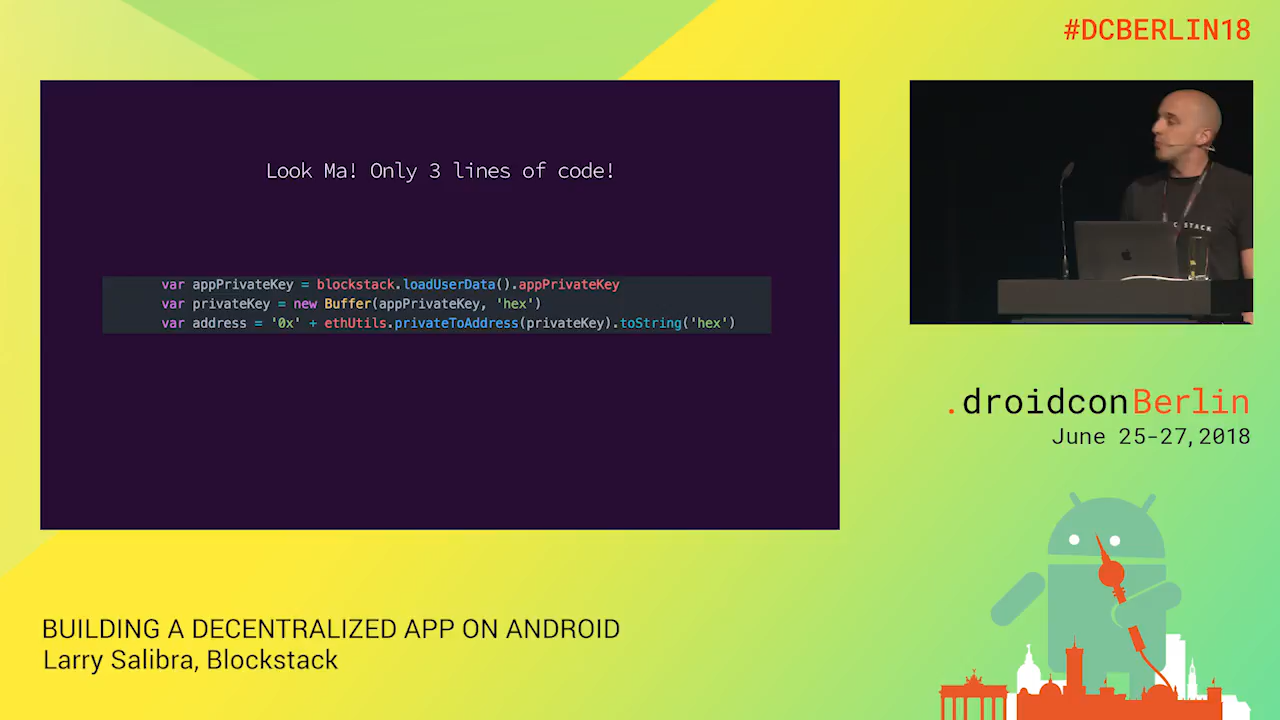 #DCBERLIN18
Look Ma! Only 3 lines of code!
var appPrivateKey = blockstack.loadUserData().appPrivateKey
var privateKey = new Buffer(appPrivateKey, 'hex')
var address = '0x' + ethUtils.privateToAddress(privateKey).toString('hex')
.droidconBerlin
June 25-27,2018
BUILDING A DECENTRALIZED APP ON ANDROID
Larry Salibra, Blockstack